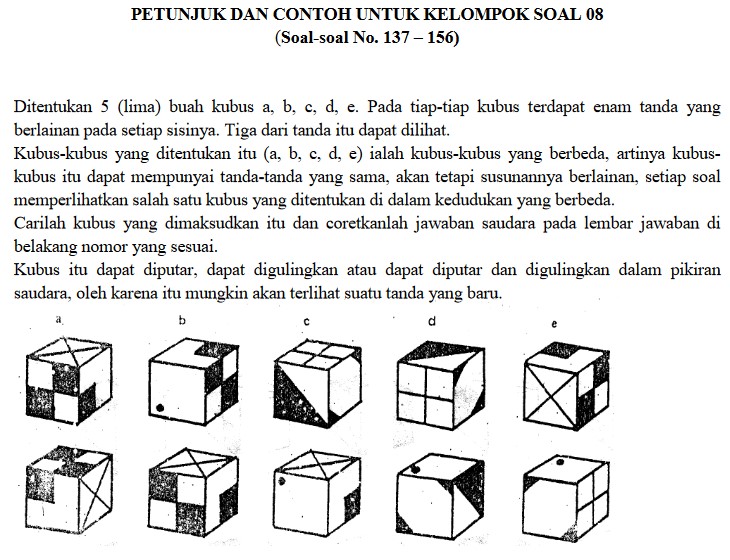 PETUNJUK DAN CONTOH UNTUK KELOMPOK SOAL 08
(Soal-soal No. 137 – 156)
Ditentukan 5 (lima) buah kubus a, b, c, d, e. Pada tiap-tiap kubus terdapat enam tanda yang
berlainan pada setiap sisinya. Tiga dari tanda itu dapat dilihat.
Kubus-kubus yang ditentukan itu (a, b, c, d, e) ialah kubus-kubus yang berbeda, artinya kubus-
kubus itu dapat mempunyai tanda-tanda yang sama, akan tetapi susunannya berlainan, setiap soal
memperlihatkan salah satu kubus yang ditentukan di dalam kedudukan yang berbeda.
Carilah kubus yang dimaksudkan itu dan coretkanlah jawaban saudara pada lembar jawaban di
belakang nomor yang sesuai.
Kubus itu dapat diputar, dapat digulingkan atau dapat diputar dan digulingkan dalam pikiran
saudara, oleh karena itu mungkin akan terlihat suatu tanda yang baru.
a. b c d e